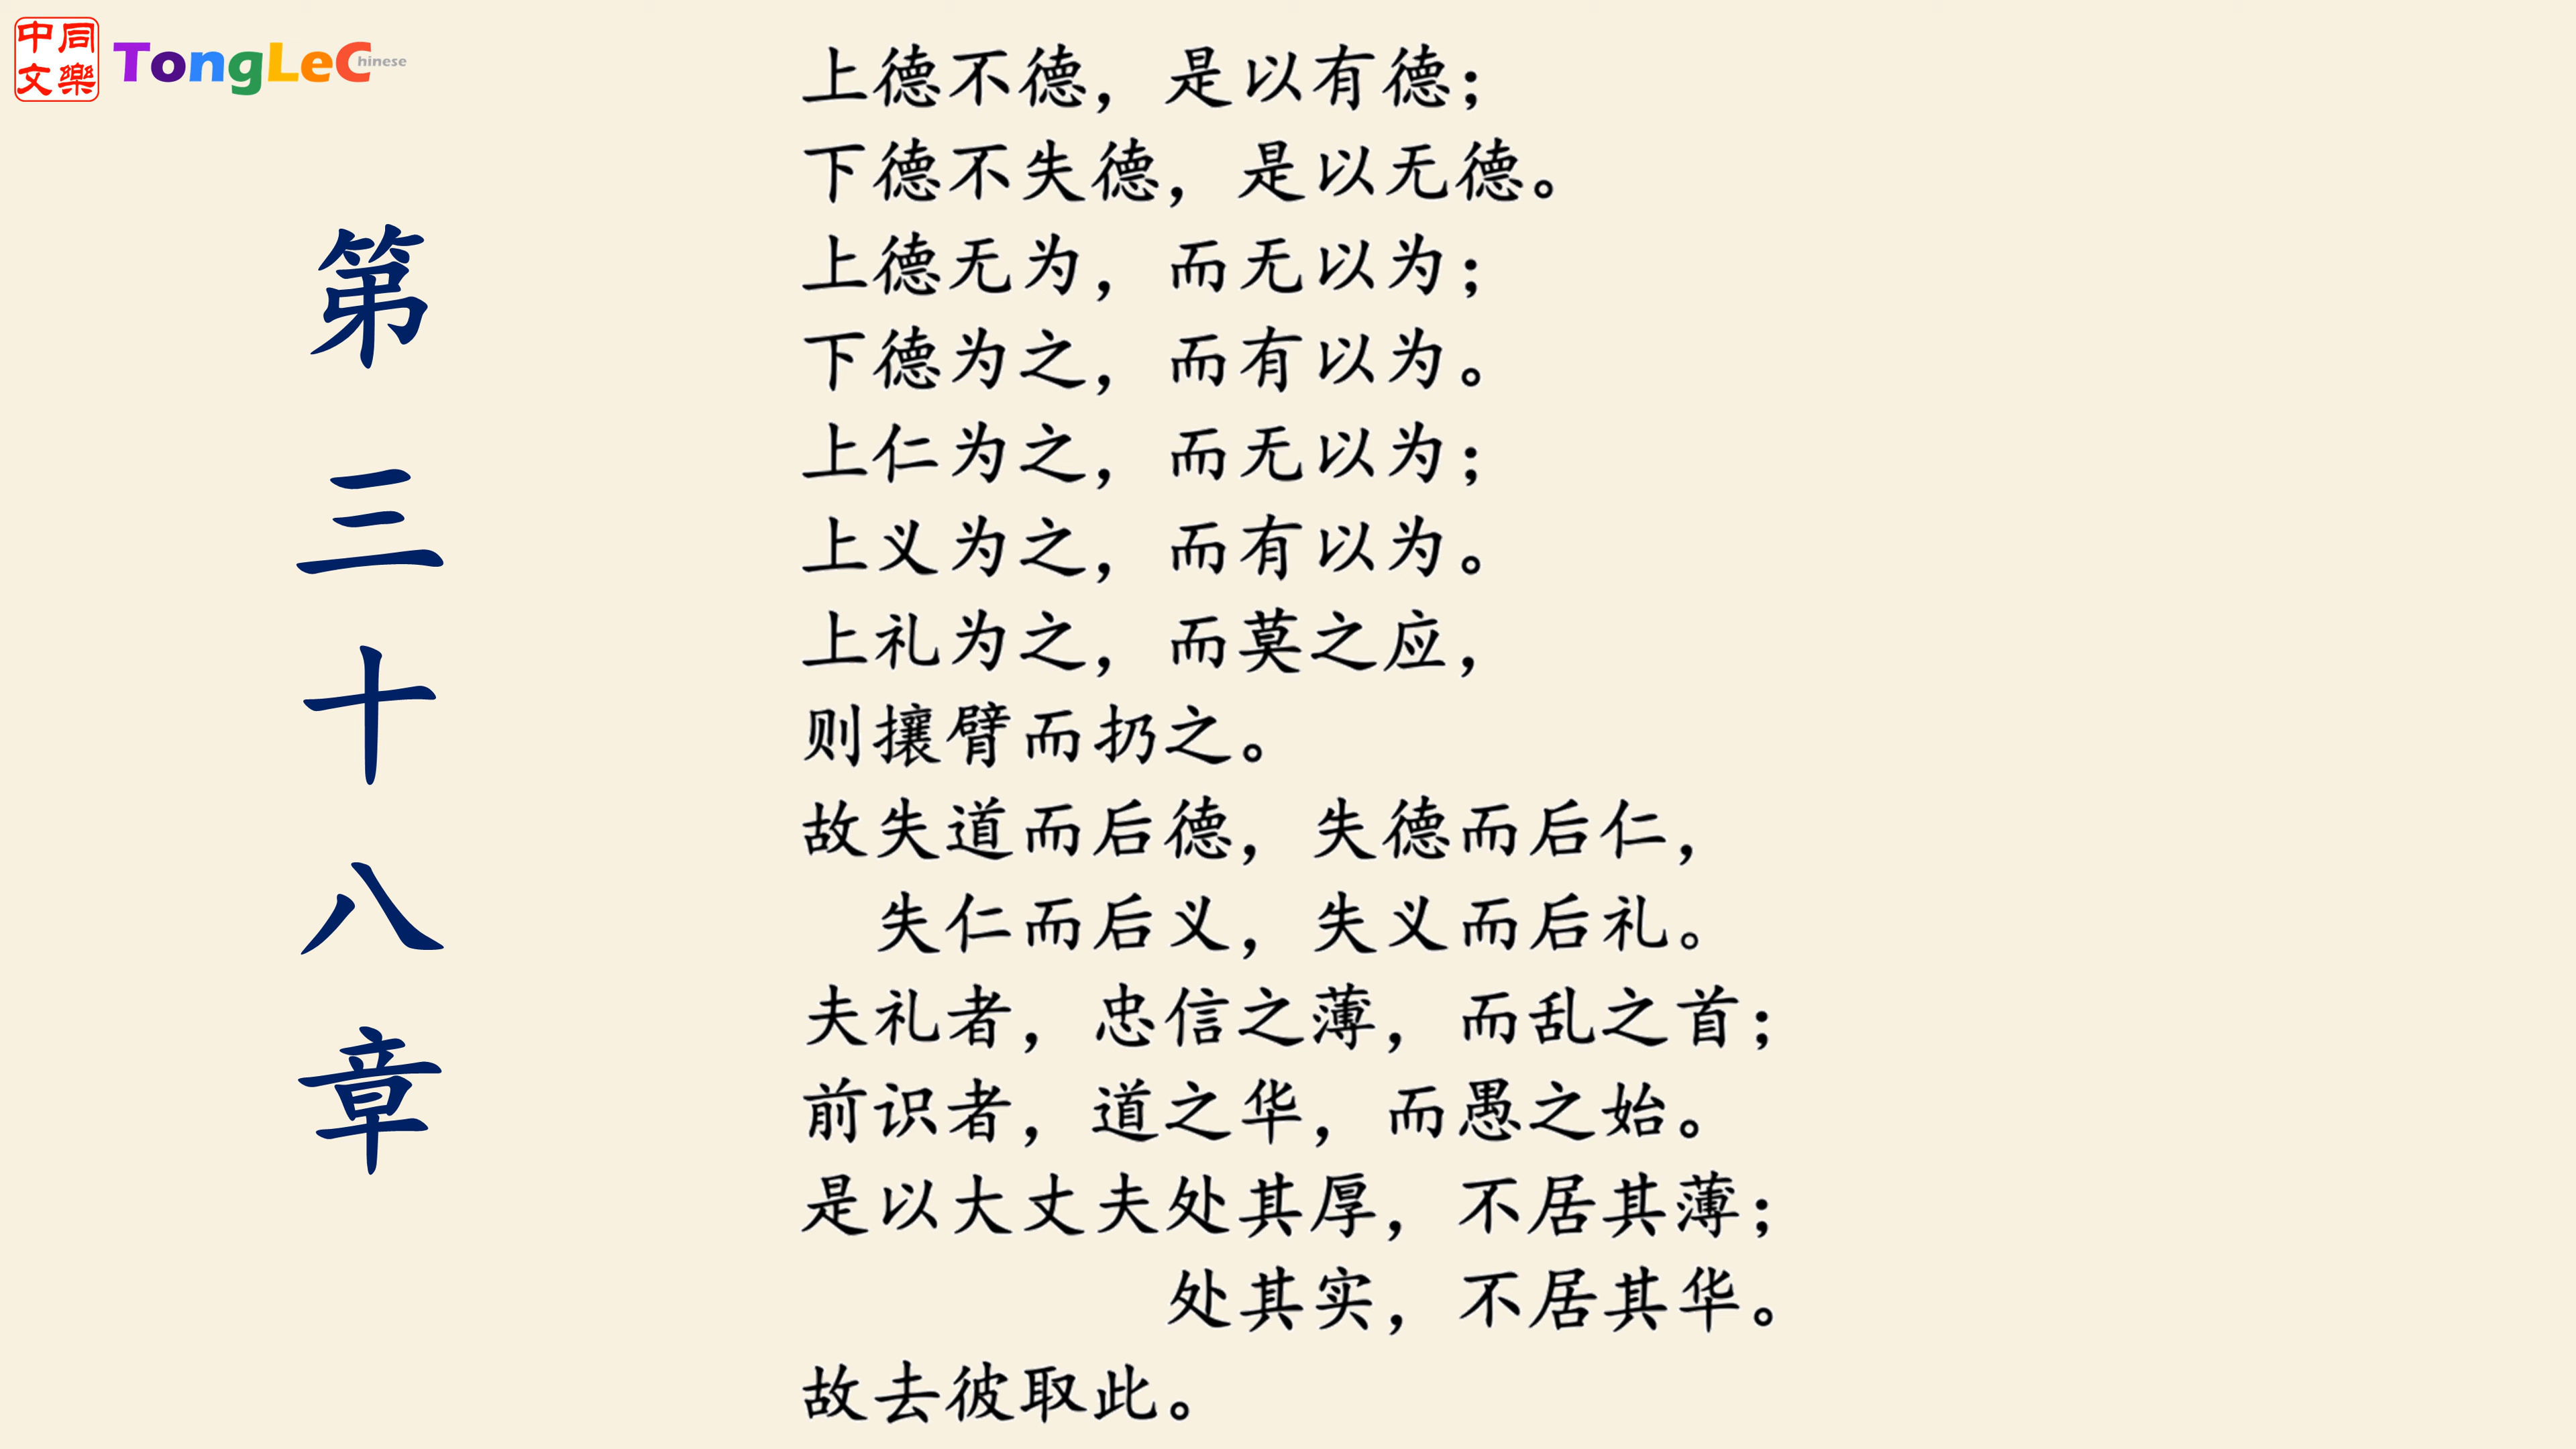 中同
文樂
TongLeChinese
第三十八章
上德不德，是以有德；
下德不失德，是以无德。
上德无为，而无以为；
下德为之，而有以为。
上仁为之，而无以为；
上义为之，而有以为。
上礼为之，而莫之应，
则攘臂而扔之。
故失道而后德，失德而后仁，
失仁而后义，失义而后礼。
夫礼者，忠信之薄，而乱之首；
前识者，道之华，而愚之始。
是以大丈夫处其厚，不居其薄；
处其实，不居其华。
故去彼取此。